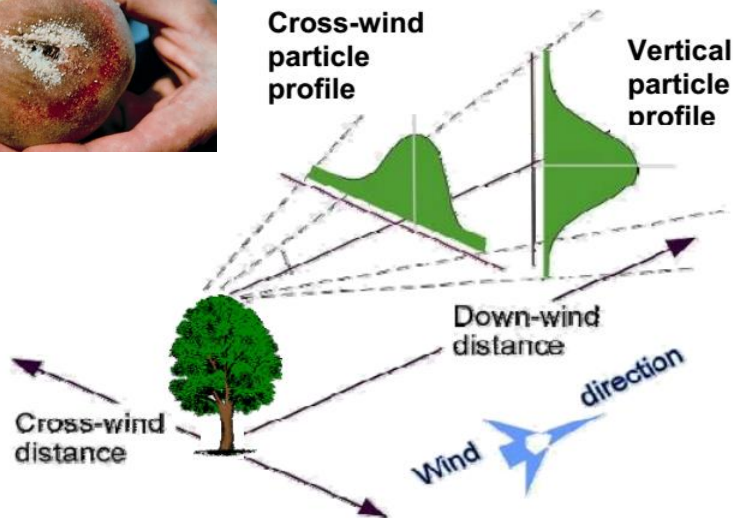 Cross-wind
particle
profile
Vertical
particle
profile
Down-wind
distance
Cross-wind
distance
Wind direction